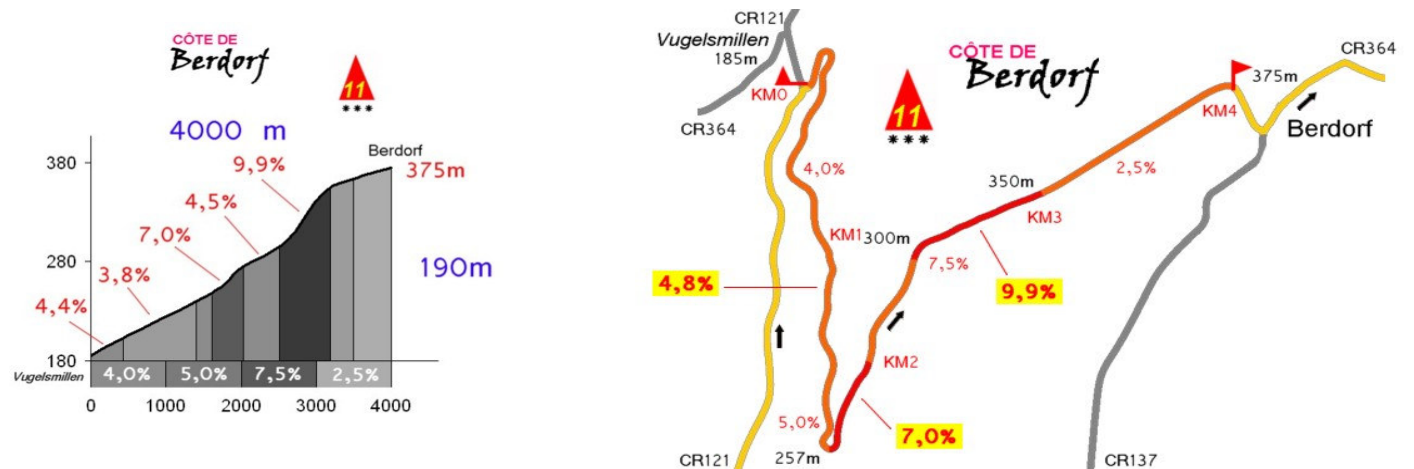 CÔTE DE
Berdorf
11
***
4000 m
380
280
180
Berdorf
375m
190m
9,9%
4,5%
7,0%
3,8%
4,4%
Vugelsmillen
4,0%
5,0%
7,5%
2,5%
0
1000
2000
3000
4000
CR121
Vugelsmillen
185m
KM0
CR364
CÔTE DE
Berdorf
11
***
CR364
375m
KM4
Berdorf
4,0%
2,5%
350m
KM3
KM1
300m
7,5%
9,9%
4,8%
KM2
5,0%
7,0%
257m
CR121
CR137